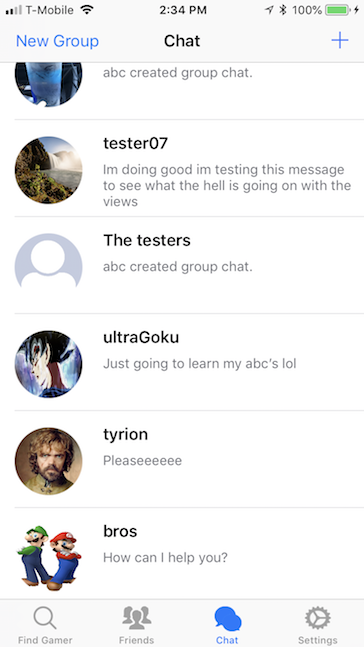 T-Mobile 2:34 PM 100%
New Group Chat +
abc created group chat.
tester07
Im doing good im testing this message
to see what the hell is going on with the
views
The testers
abc created group chat.
ultraGoku
Just going to learn my abc's lol
tyrion
Pleaseeeeee
bros
How can I help you?
Find Gamer Friends Chat Settings